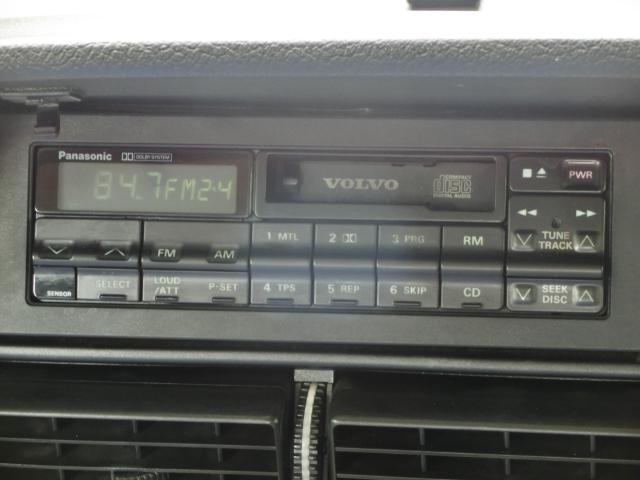 Panasonic DOLBY SYSTEM
84.7FM2-4
VOLVO
COMPACT
disc
DIGITAL AUDIO
PWR
1 MTL
2
3 PRG
RM
TUNE
TRACK
FM
AM
SENSOR
SELECT
LOUD
/ATT
P·SET
4 TPS
5 REP
6 SKIP
CD
SEEK
DISC